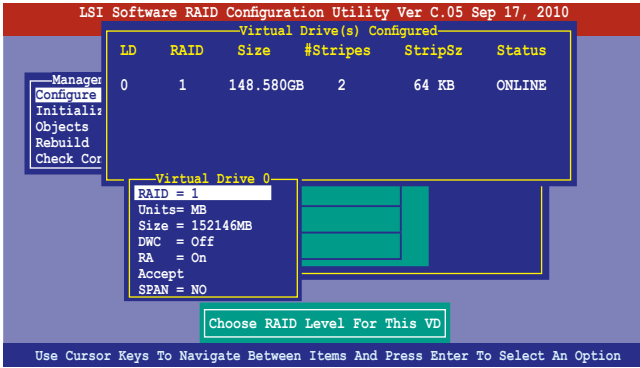 LSI Software RAID Configuration Utility Ver C.05 Sep 17, 2010
Virtual Drive(s) Configured
LD RAID Size #Stripes StripSz Status
0 1 148.580GB 2 64 KB ONLINE
Manage
Configure
Initializ
Objects
Rebuild
Check Con
Virtual Drive 0
RAID = 1
Units= MB
Size = 152146MB
DWC = Off
RA = On
Accept
SPAN = NO
Choose RAID Level For This VD
Use Cursor Keys To Navigate Between Items And Press Enter To Select An Option